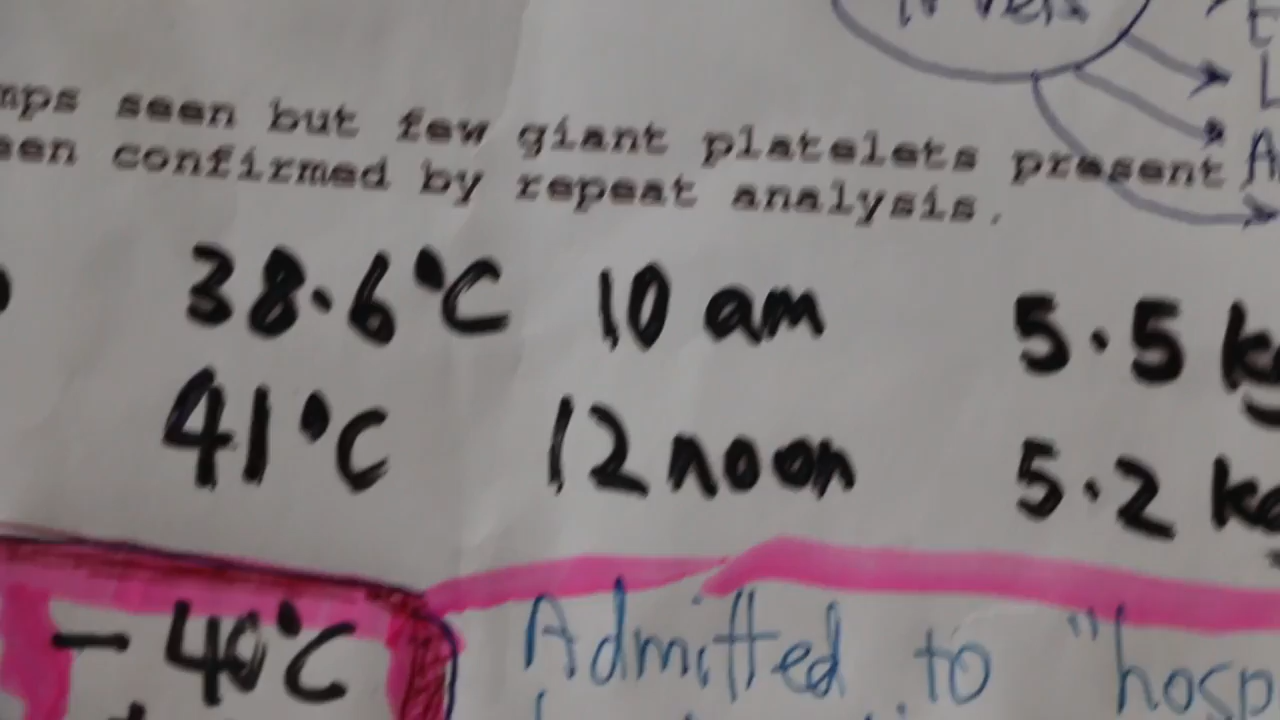 seen but few giant platelets present
confirmed by repeat analysis.
38.6°C 10 am 5.5
41°C 12 noon 5.2
- 40°C Admitted to "hosp